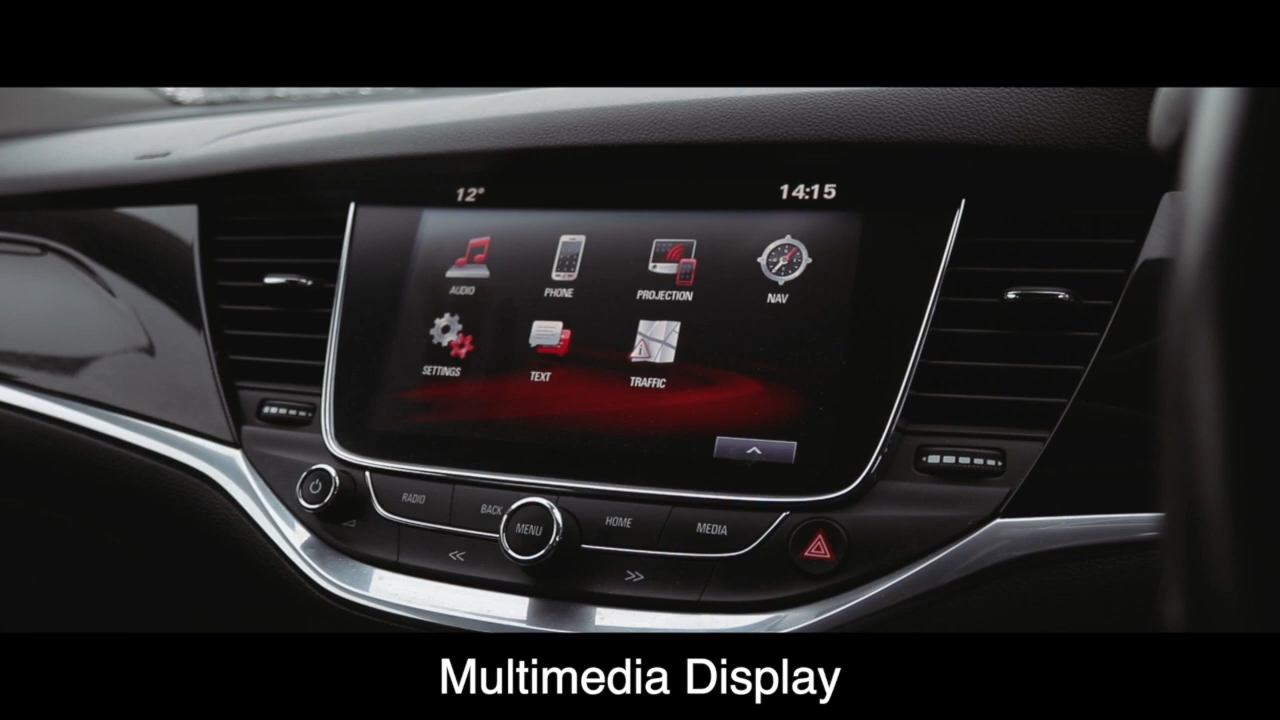 12° 14:15
AUDIO PHONE PROJECTION NAV
SETTINGS TEXT TRAFFIC
RADIO BACK MENU HOME MEDIA
Multimedia Display